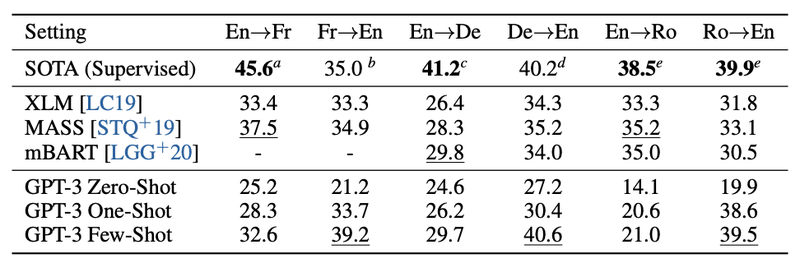 Setting En→Fr Fr→En En→De De→En En→Ro Ro→En
SOTA (Supervised) 45.6a 35.0 b 41.2c 40.2d 38.5e 39.9e
XLM [LC19] 33.4 33.3 26.4 34.3 33.3 31.8
MASS [STQ+19] 37.5 34.9 28.3 35.2 35.2 33.1
mBART [LGG+20] - - 29.8 34.0 35.0 30.5
GPT-3 Zero-Shot 25.2 21.2 24.6 27.2 14.1 19.9
GPT-3 One-Shot 28.3 33.7 26.2 30.4 20.6 38.6
GPT-3 Few-Shot 32.6 39.2 29.7 40.6 21.0 39.5